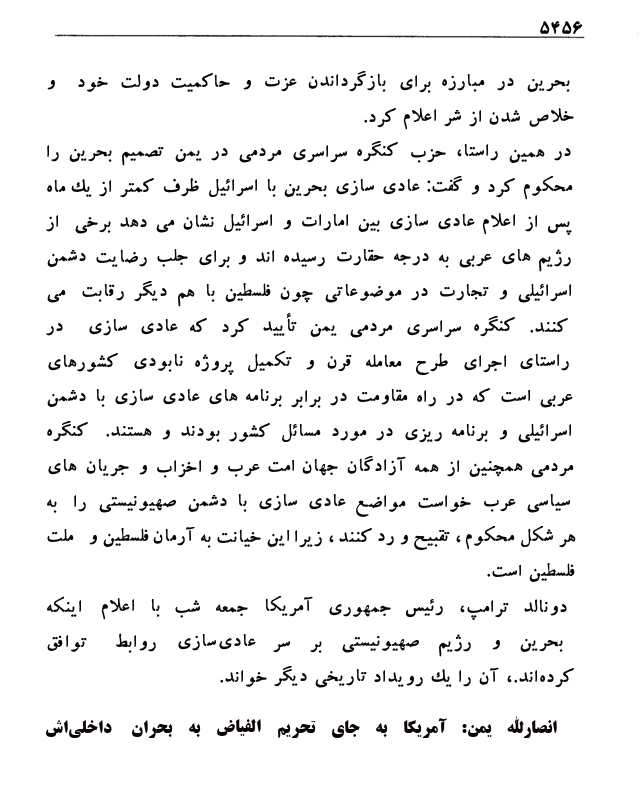 ۵۴۵۶
بحرین در مبارزه برای بازگرداندن عزت و حاکمیت دولت خود و
خلاص شدن از شر اعلام کرد.
در همین راستا، حزب کنگره سراسری مردمی در یمن تصمیم بحرین را
محکوم کرد و گفت: عادی سازی بحرین با اسرائیل ظرف کمتر از یك ماه
پس از اعلام عادی سازی بین امارات و اسرائیل نشان می دهد برخی از
رژیم های عربی به درجه حقارت رسیده اند و برای جلب رضایت دشمن
اسرائیلی و تجارت در موضوعاتی چون فلسطین با هم دیگر رقابت می
کنند. کنگره سراسری مردمی یمن تأیید کرد که عادی سازی در
راستای اجرای طرح معامله قرن و تکمیل پروژه نابودی کشورهای
عربی است که در راه مقاومت در برابر برنامه های عادی سازی با دشمن
اسرائیلی و برنامه ریزی در مورد مسائل کشور بودند و هستند. کنگره
مردمی همچنین از همه آزادگان جهان امت عرب و اخزاب و جریان های
سیاسی عرب خواست مواضع عادی سازی با دشمن صهیونیستی را به
هر شکل محکوم، تقبیح و رد کنند، زیرا این خیانت به آرمان فلسطین و ملت
فلسطین است.
دونالد ترامپ، رئیس جمهوری آمریکا جمعه شب با اعلام اینکه
بحرین و رژیم صهیونیستی بر سر عادی‌سازی روابط توافق
کرده‌اند.، آن را یك رویداد تاریخی دیگر خواند.
انصارلله یمن: آمریکا به جای تحریم الفیاض به بحران داخلی‌اش